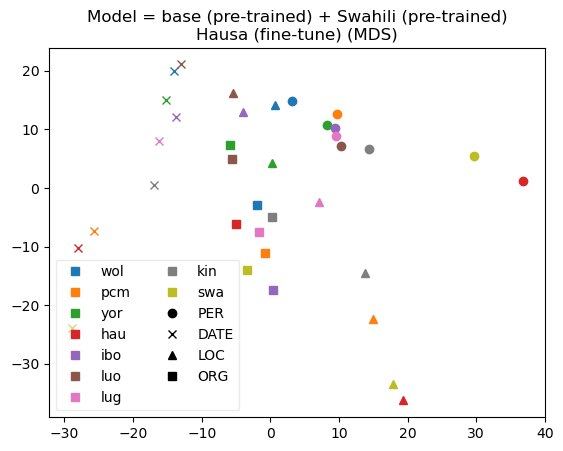 Model = base (pre-trained) + Swahili (pre-trained)
Hausa (fine-tune) (MDS)
20
10
0
−10
−20
−30
wol
pcm
yor
hau
ibo
luo
lug
kin
swa
PER
DATE
LOC
ORG
−30
−20
−10
0
10
20
30
40